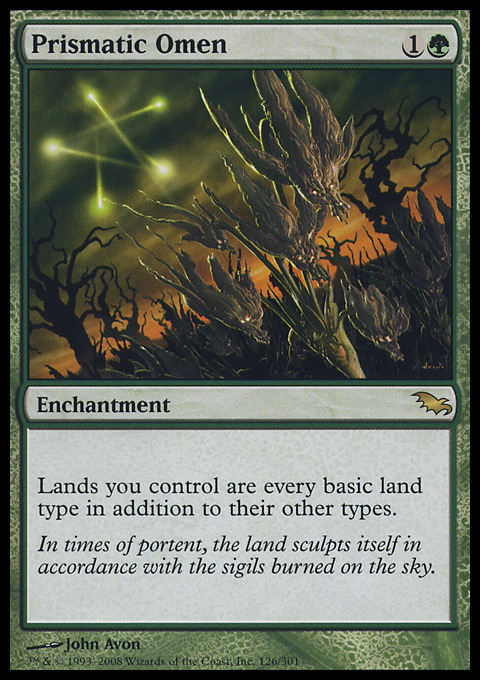 Prismatic Omen 1
Enchantment
Lands you control are every basic land
type in addition to their other types.
In times of portent, the land sculpts itself in
accordance with the sigils burned on the sky.
John Avon
™ & © 1993–2008 Wizards of the Coast, Inc. 126/301